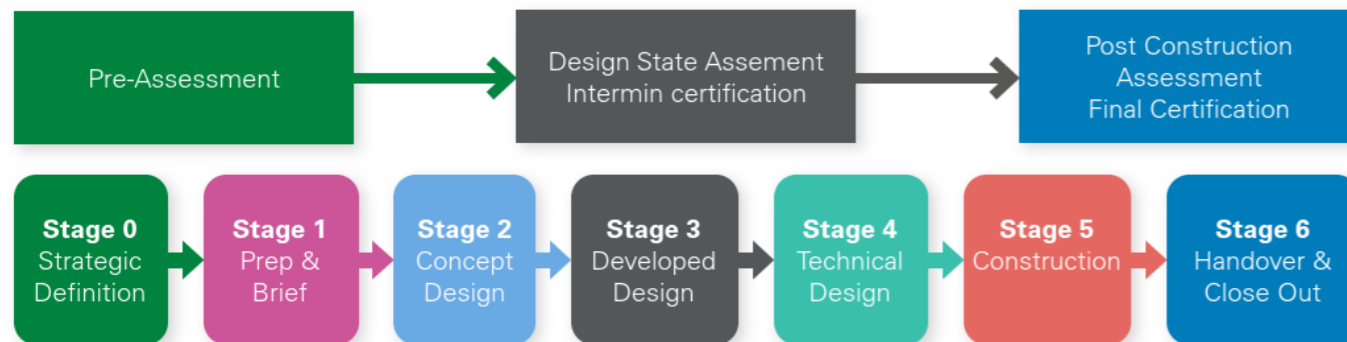 Pre-Assessment
Design State Assement
Intermin certification
Post Construction
Assessment
Final Certification
Stage 0
Strategic
Definition
Stage 1
Prep &
Brief
Stage 2
Concept
Design
Stage 3
Developed
Design
Stage 4
Technical
Design
Stage 5
Construction
Stage 6
Handover &
Close Out